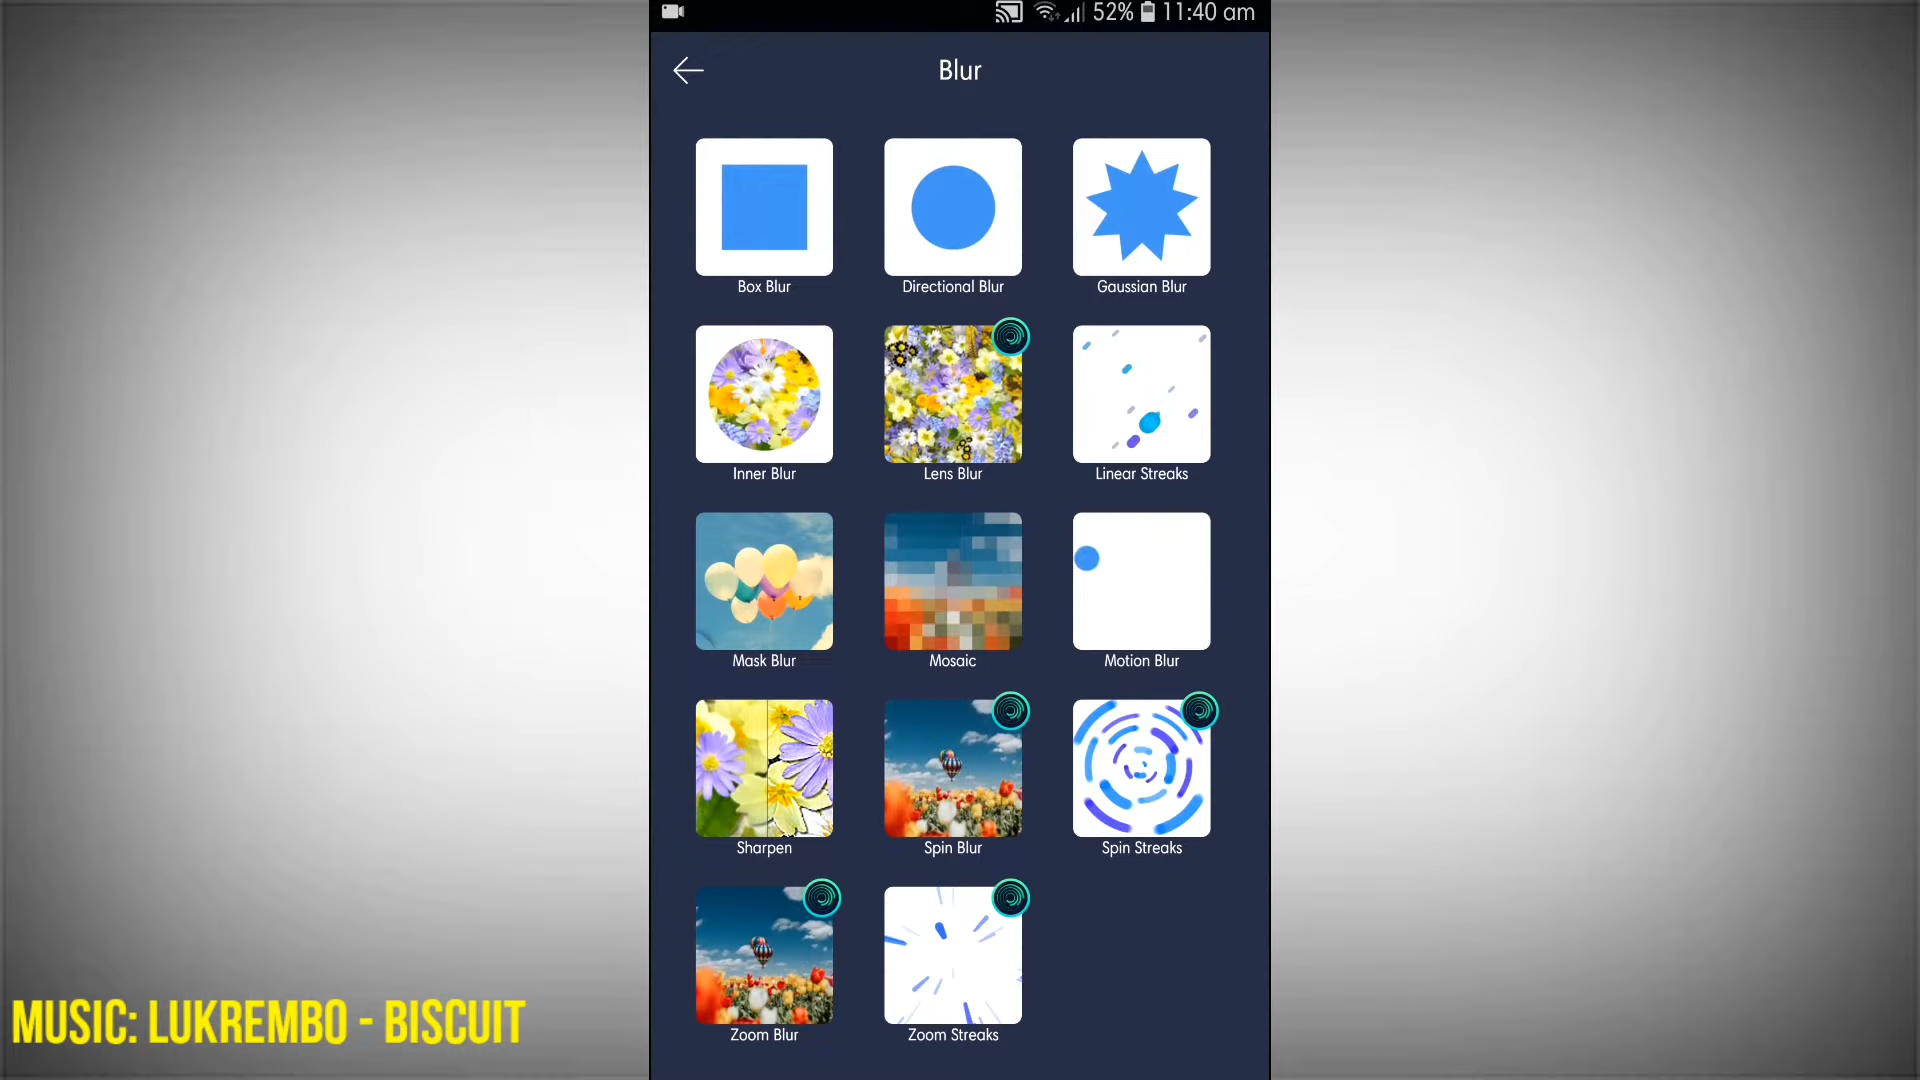 52% 11:40 am
Blur
Box Blur
Directional Blur
Gaussian Blur
Inner Blur
Lens Blur
Linear Streaks
Mask Blur
Mosaic
Motion Blur
Sharpen
Spin Blur
Spin Streaks
Zoom Blur
Zoom Streaks
MUSIC: LUKREMBO - BISCUIT